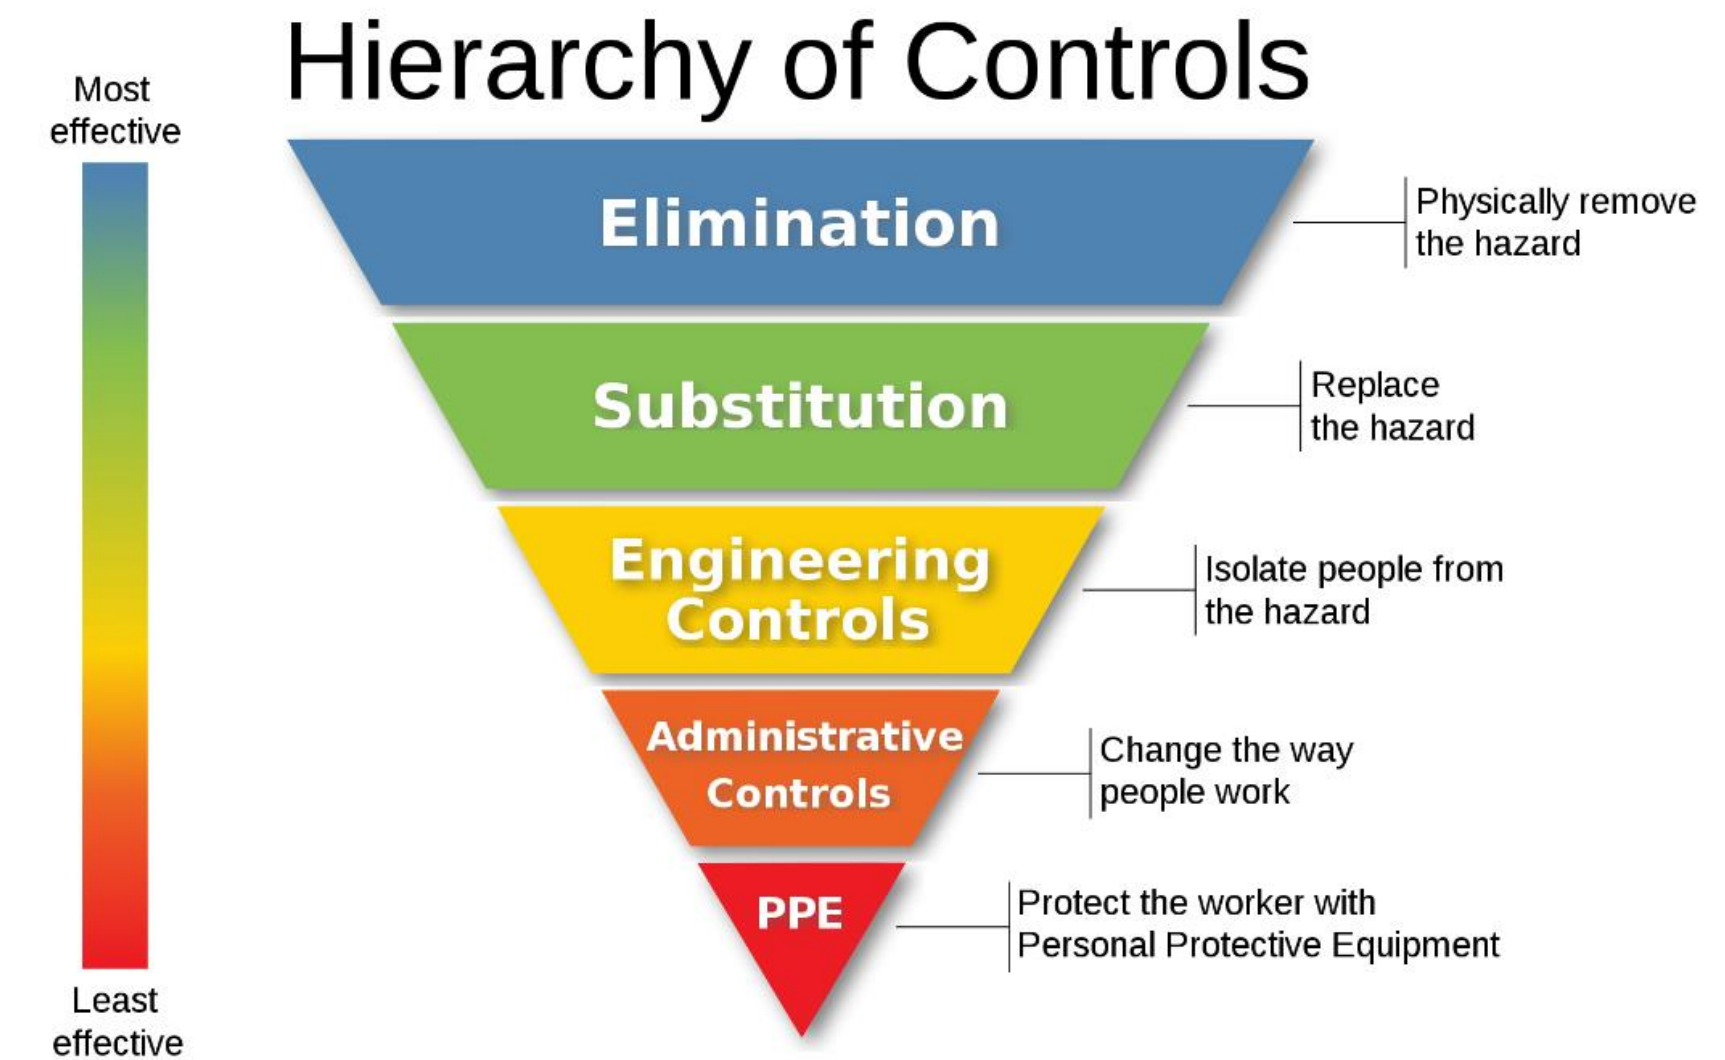 Hierarchy of Controls
Most
effective
Elimination
Physically remove
the hazard
Substitution
Replace
the hazard
Engineering
Controls
Isolate people from
the hazard
Administrative
Controls
Change the way
people work
PPE
Protect the worker with
Personal Protective Equipment
Least
effective